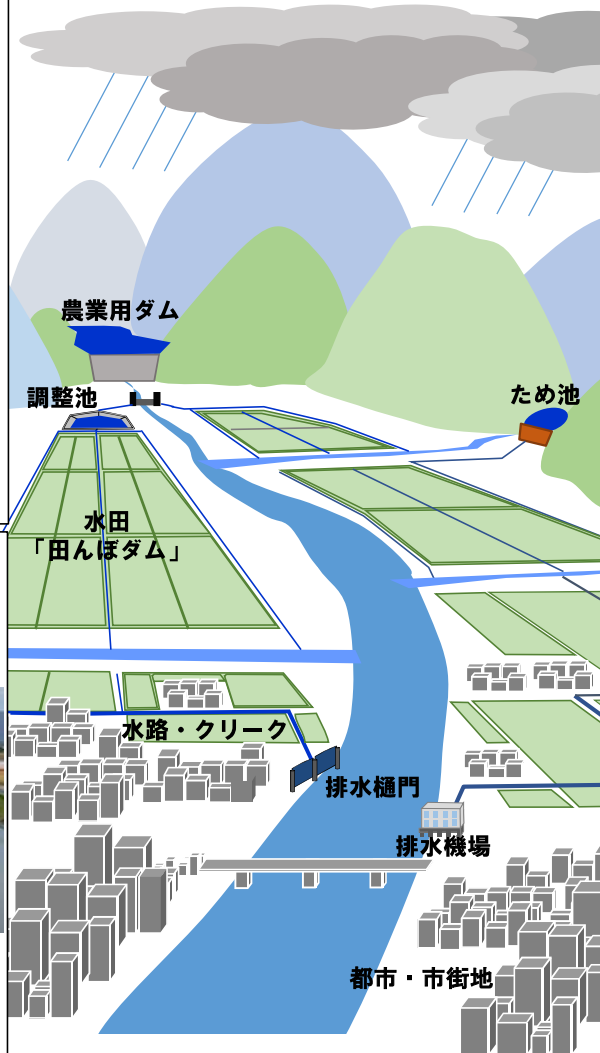 農業用ダム
調整池
ため池
水田
「田んぼダム」
水路・クリーク
排水樋門
排水機場
都市・市街地